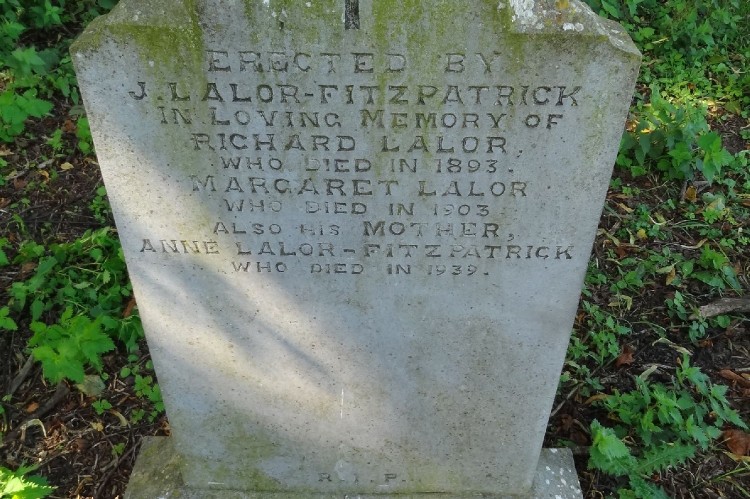 ERECTED BY
J. LALOR-FITZPATRICK
IN LOVING MEMORY OF
RICHARD LALOR.
WHO DIED IN 1893.
MARGARET LALOR
WHO DIED IN 1903
ALSO HIS MOTHER,
ANNE LALOR-FITZPATRICK
WHO DIED IN 1939.
R.I.P.